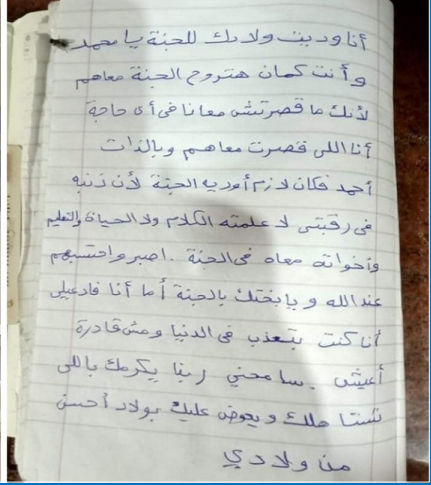 أنا وديت ولادك للجنة يا محمد
وأنت كمان هتروح الجنة معاهم
لأنك ما قصرتش معانا في أي حاجة
أنا اللي قصرت معاهم وبالذات
أحمد فكان لازم أوديه الجنة لأن ذنبه
في رقبتي لا علمته الكلام ولا الحياة والتعليم
وأخواته معاه في الجنة . اصبر واحتسبهم
عند الله ويا بختك بالجنة أما أنا فادعيلي
أنا كنت بتعذب في الدنيا ومش قادرة
أعيش . سامحني ربنا يكرمك باللي
تستاهلك ويعوض عليك بولاد أحسن
من ولادي